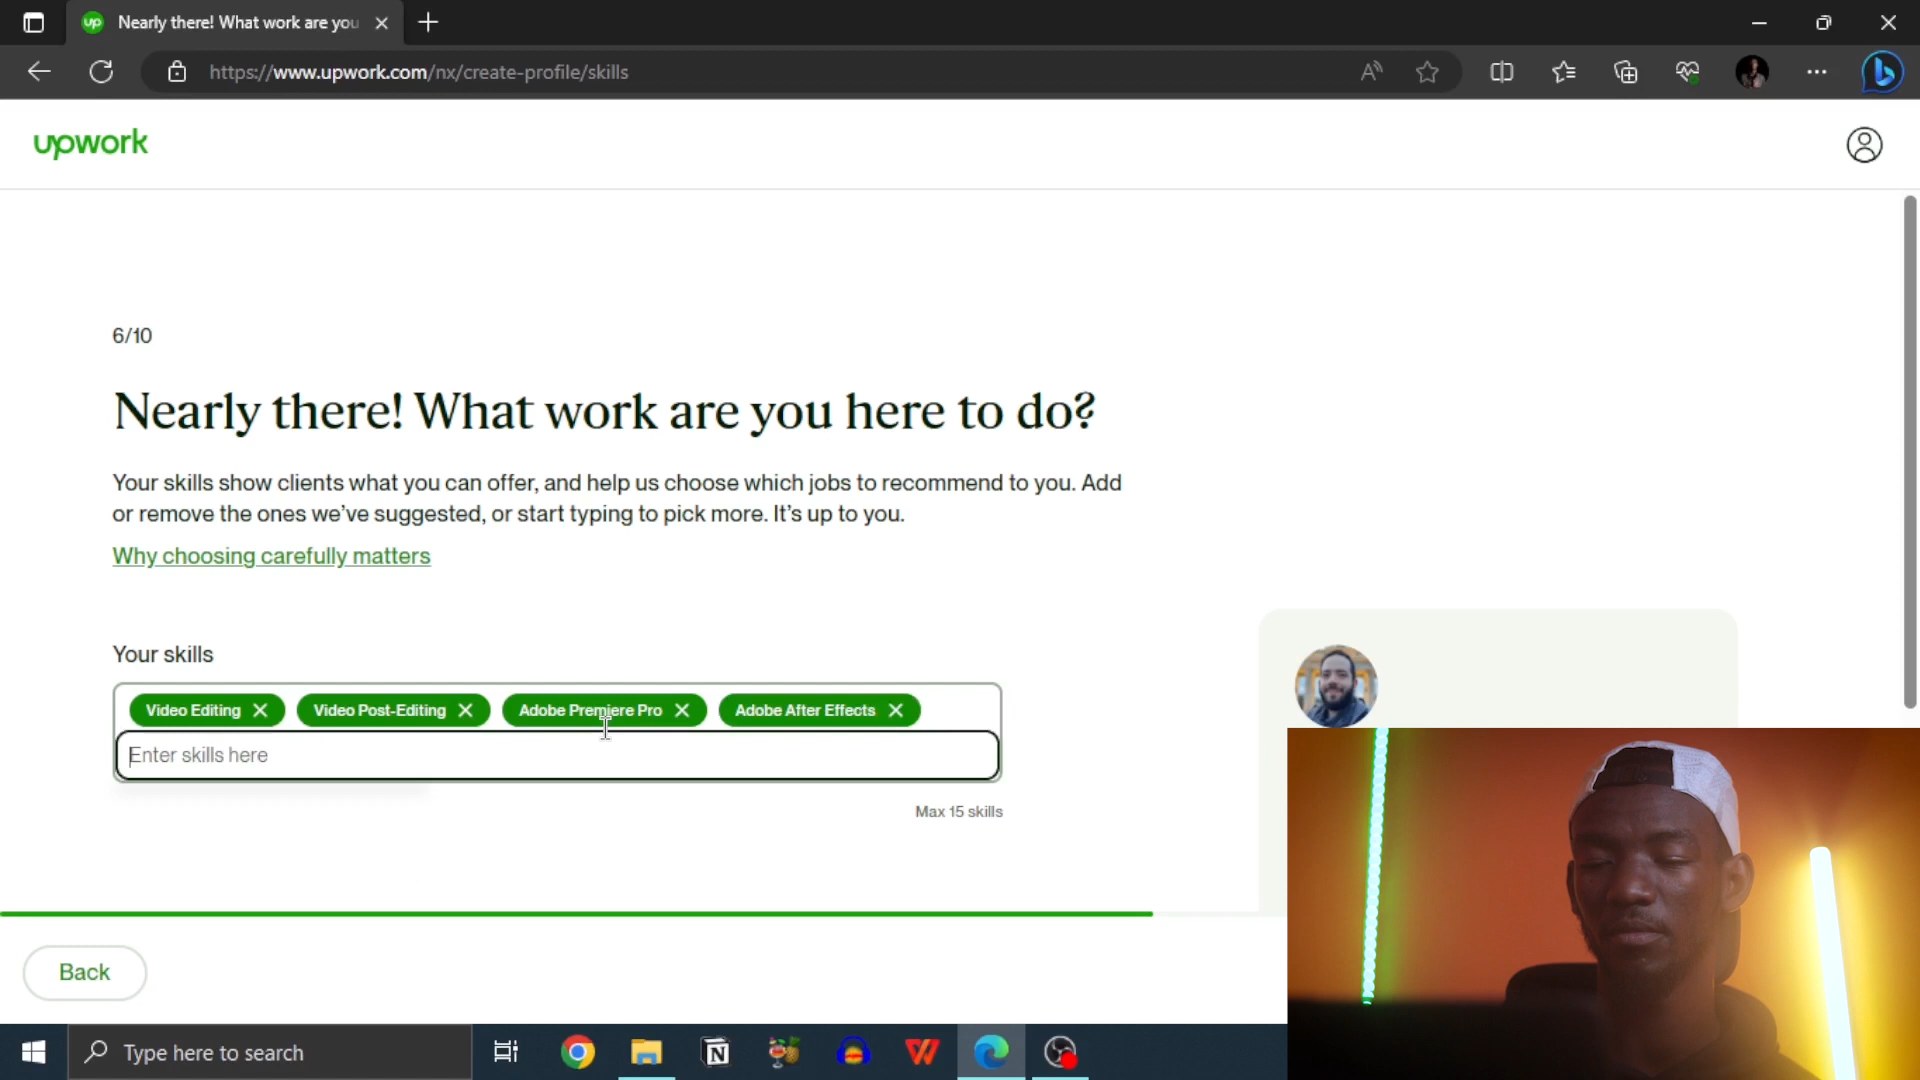 up Nearly there! What work are you
https://www.upwork.com/nx/create-profile/skills
upwork
6/10
Nearly there! What work are you here to do?
Your skills show clients what you can offer, and help us choose which jobs to recommend to you. Add
or remove the ones we've suggested, or start typing to pick more. It's up to you.
Why choosing carefully matters
Your skills
Video Editing Video Post-Editing Adobe Premiere Pro Adobe After Effects
Enter skills here
Max 15 skills
Back
Type here to search